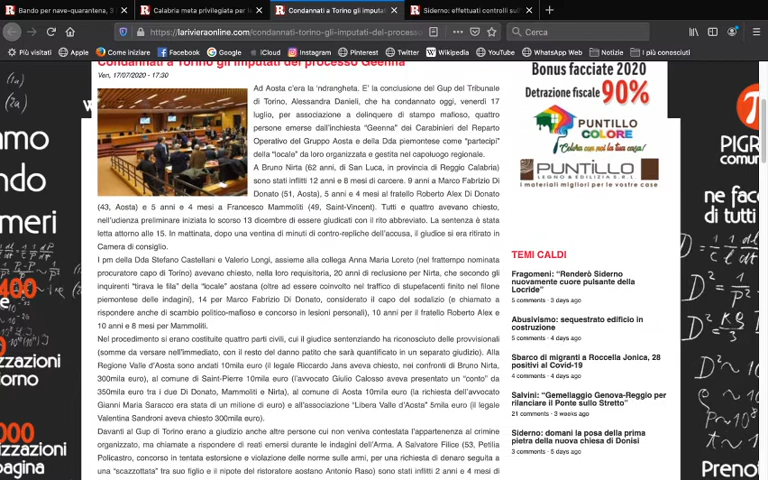 Bando per nave-quarantena, 3
Calabria meta privilegiata per l
Condannati a Torino gli imputati
Siderno: effettuati controlli sull'
https://larivieraonline.com/condannati-torino-gli-imputati-del-processo
Cerca
Più visitati Apple Come iniziare Facebook Google iCloud Instagram Pinterest Twitter Wikipedia YouTube WhatsApp Web Notizie I più conosciuti
Condannati a Torino gli imputati del processo Geenna
Ven, 17/07/2020 - 17:30
Ad Aosta c'era la 'ndrangheta. E' la conclusione del Gup del Tribunale
di Torino, Alessandra Danieli, che ha condannato oggi, venerdì 17
luglio, per associazione a delinquere di stampo mafioso, quattro
persone emerse dall'inchiesta "Geenna" dei Carabinieri del Reparto
Operativo del Gruppo Aosta e della Dda piemontese come "partecipi"
della "locale" da loro organizzata e gestita nel capoluogo regionale.
A Bruno Nirta (62 anni, di San Luca, in provincia di Reggio Calabria)
sono stati inflitti 12 anni e 8 mesi di carcere. 9 anni a Marco Fabrizio Di
Donato (51, Aosta), 5 anni e 4 mesi al fratello Roberto Alex Di Donato
(43, Aosta) e 5 anni e 4 mesi a Francesco Mammoliti (49, Saint-Vincent). Tutti e quattro avevano chiesto,
nell'udienza preliminare iniziata lo scorso 13 dicembre di essere giudicati con il rito abbreviato. La sentenza è stata
letta attorno alle 15. In mattinata, dopo una ventina di minuti di contro-repliche dell'accusa, il giudice si era ritirato in
Camera di consiglio.
I pm della Dda Stefano Castellani e Valerio Longi, assieme alla collega Anna Maria Loreto (nel frattempo nominata
procuratore capo di Torino) avevano chiesto, nella loro requisitoria, 20 anni di reclusione per Nirta, che secondo gli
inquirenti "tirava le fila" della "locale" aostana (oltre ad essere coinvolto nel traffico di stupefacenti finito nel filone
piemontese delle indagini), 14 per Marco Fabrizio Di Donato, considerato il capo del sodalizio (e chiamato a
rispondere anche di scambio politico-mafioso e concorso in lesioni personali), 10 anni per il fratello Roberto Alex e
10 anni e 8 mesi per Mammoliti.
Nel procedimento si erano costituite quattro parti civili, cui il giudice sentenziando ha riconosciuto delle provvisionali
(somme da versare nell'immediato, con il resto del danno patito che sarà quantificato in un separato giudizio). Alla
Regione Valle d'Aosta sono andati 10mila euro (il legale Riccardo Jans aveva chiesto, nei confronti di Bruno Nirta,
300mila euro), al comune di Saint-Pierre 10mila euro (l'avvocato Giulio Calosso aveva presentato un "conto" da
350mila euro tra i due Di Donato, Mammoliti e Nirta), al comune di Aosta 10mila euro (la richiesta dell'avvocato
Gianni Maria Saracco era stata di un milione di euro) e all'associazione "Libera Valle d'Aosta" 5mila euro (il legale
Valentina Sandroni aveva chiesto 300mila euro).
Davanti al Gup di Torino erano a giudizio anche altre persone cui non veniva contestata l'appartenenza al crimine
organizzato, ma chiamate a rispondere di reati emersi durante le indagini dell'Arma. A Salvatore Filice (53, Petilia
Policastro, concorso in tentata estorsione e violazione delle norme sulle armi, per una richiesta di denaro seguita a
una "scazzottata" tra suo figlio e il nipote del ristoratore aostano Antonio Raso) sono stati inflitti 2 anni e 4 mesi di
Bonus facciate 2020
Detrazione fiscale 90%
PUNTILLO
COLORE
Colora con noi la tua casa!
PUNTILLO
LEGNO & EDILIZIA S.R.L.
i materiali migliori per le vostre case
TEMI CALDI
Fragomeni: "Renderò Siderno
nuovamente cuore pulsante della
Locride"
5 comments · 3 days ago
Abusivismo: sequestrato edificio in
costruzione
5 comments · 4 days ago
Sbarco di migranti a Roccella Jonica, 28
positivi al Covid-19
4 comments · 4 days ago
Salvini: "Gemellaggio Genova-Reggio per
rilanciare il Ponte sullo Stretto"
21 comments · 3 weeks ago
Siderno: domani la posa della prima
pietra della nuova chiesa di Donisi
3 comments · 5 days ago
amo
ndo
meri
400
zzazioni
iorno
000
izzazioni
pagina
PIGR
comun
ne fac
di tutti
Prenot